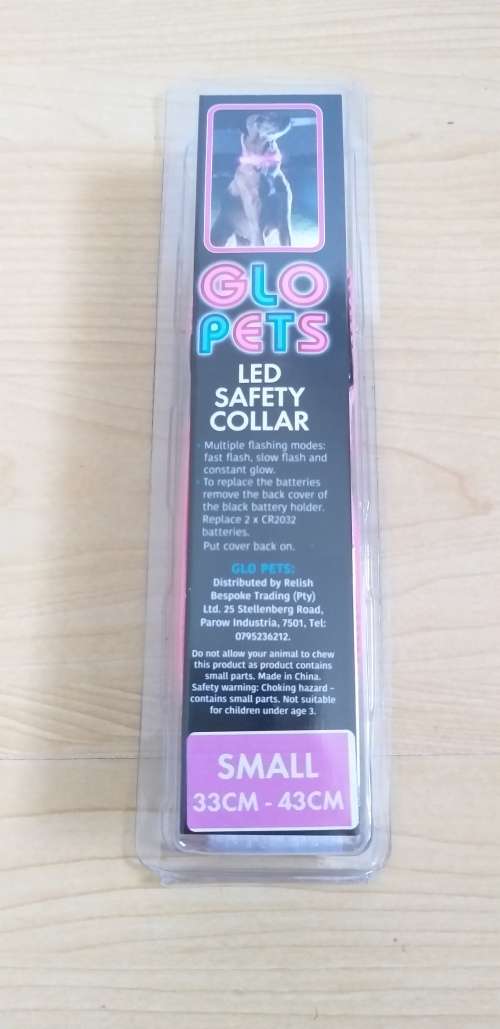 GLO
PETS
LED
SAFETY
COLLAR
· Multiple flashing modes:
fast flash, slow flash and
constant glow.
· To replace the batteries
remove the back cover of
the black battery holder.
Replace 2 x CR2032
batteries.
Put cover back on.
GLO PETS:
Distributed by Relish
Bespoke Trading (Pty)
Ltd. 25 Stellenberg Road,
Parow Industria, 7501, Tel:
0795236212.
Do not allow your animal to chew
this product as product contains
small parts. Made in China.
Safety warning: Choking hazard -
contains small parts. Not suitable
for children under age 3.
SMALL
33CM - 43CM